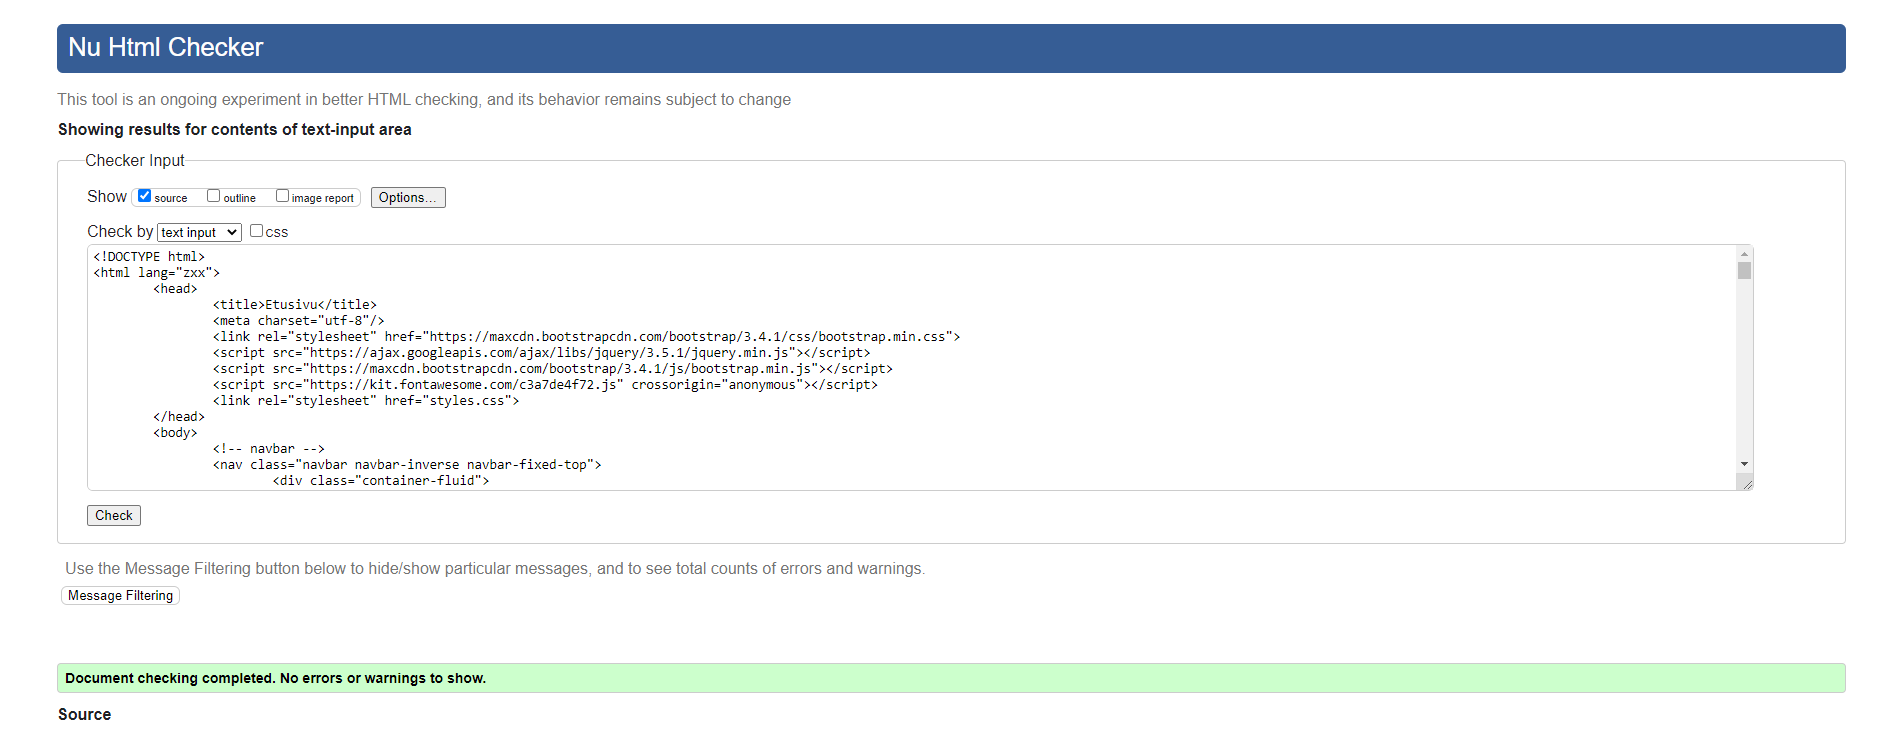 Nu Html Checker
This tool is an ongoing experiment in better HTML checking, and its behavior remains subject to change
Showing results for contents of text-input area
Checker Input
Show source outline image report Options...
Check by text input css
<!DOCTYPE html>
<html lang="zxx">
<head>
<title>Etusivu</title>
<meta charset="utf-8"/>
<link rel="stylesheet" href="https://maxcdn.bootstrapcdn.com/bootstrap/3.4.1/css/bootstrap.min.css">
<script src="https://ajax.googleapis.com/ajax/libs/jquery/3.5.1/jquery.min.js"></script>
<script src="https://maxcdn.bootstrapcdn.com/bootstrap/3.4.1/js/bootstrap.min.js"></script>
<script src="https://kit.fontawesome.com/c3a7de4f72.js" crossorigin="anonymous"></script>
<link rel="stylesheet" href="styles.css">
</head>
<body>
<!-- navbar -->
<nav class="navbar navbar-inverse navbar-fixed-top">
<div class="container-fluid">
Check
Use the Message Filtering button below to hide/show particular messages, and to see total counts of errors and warnings.
Message Filtering
Document checking completed. No errors or warnings to show.
Source